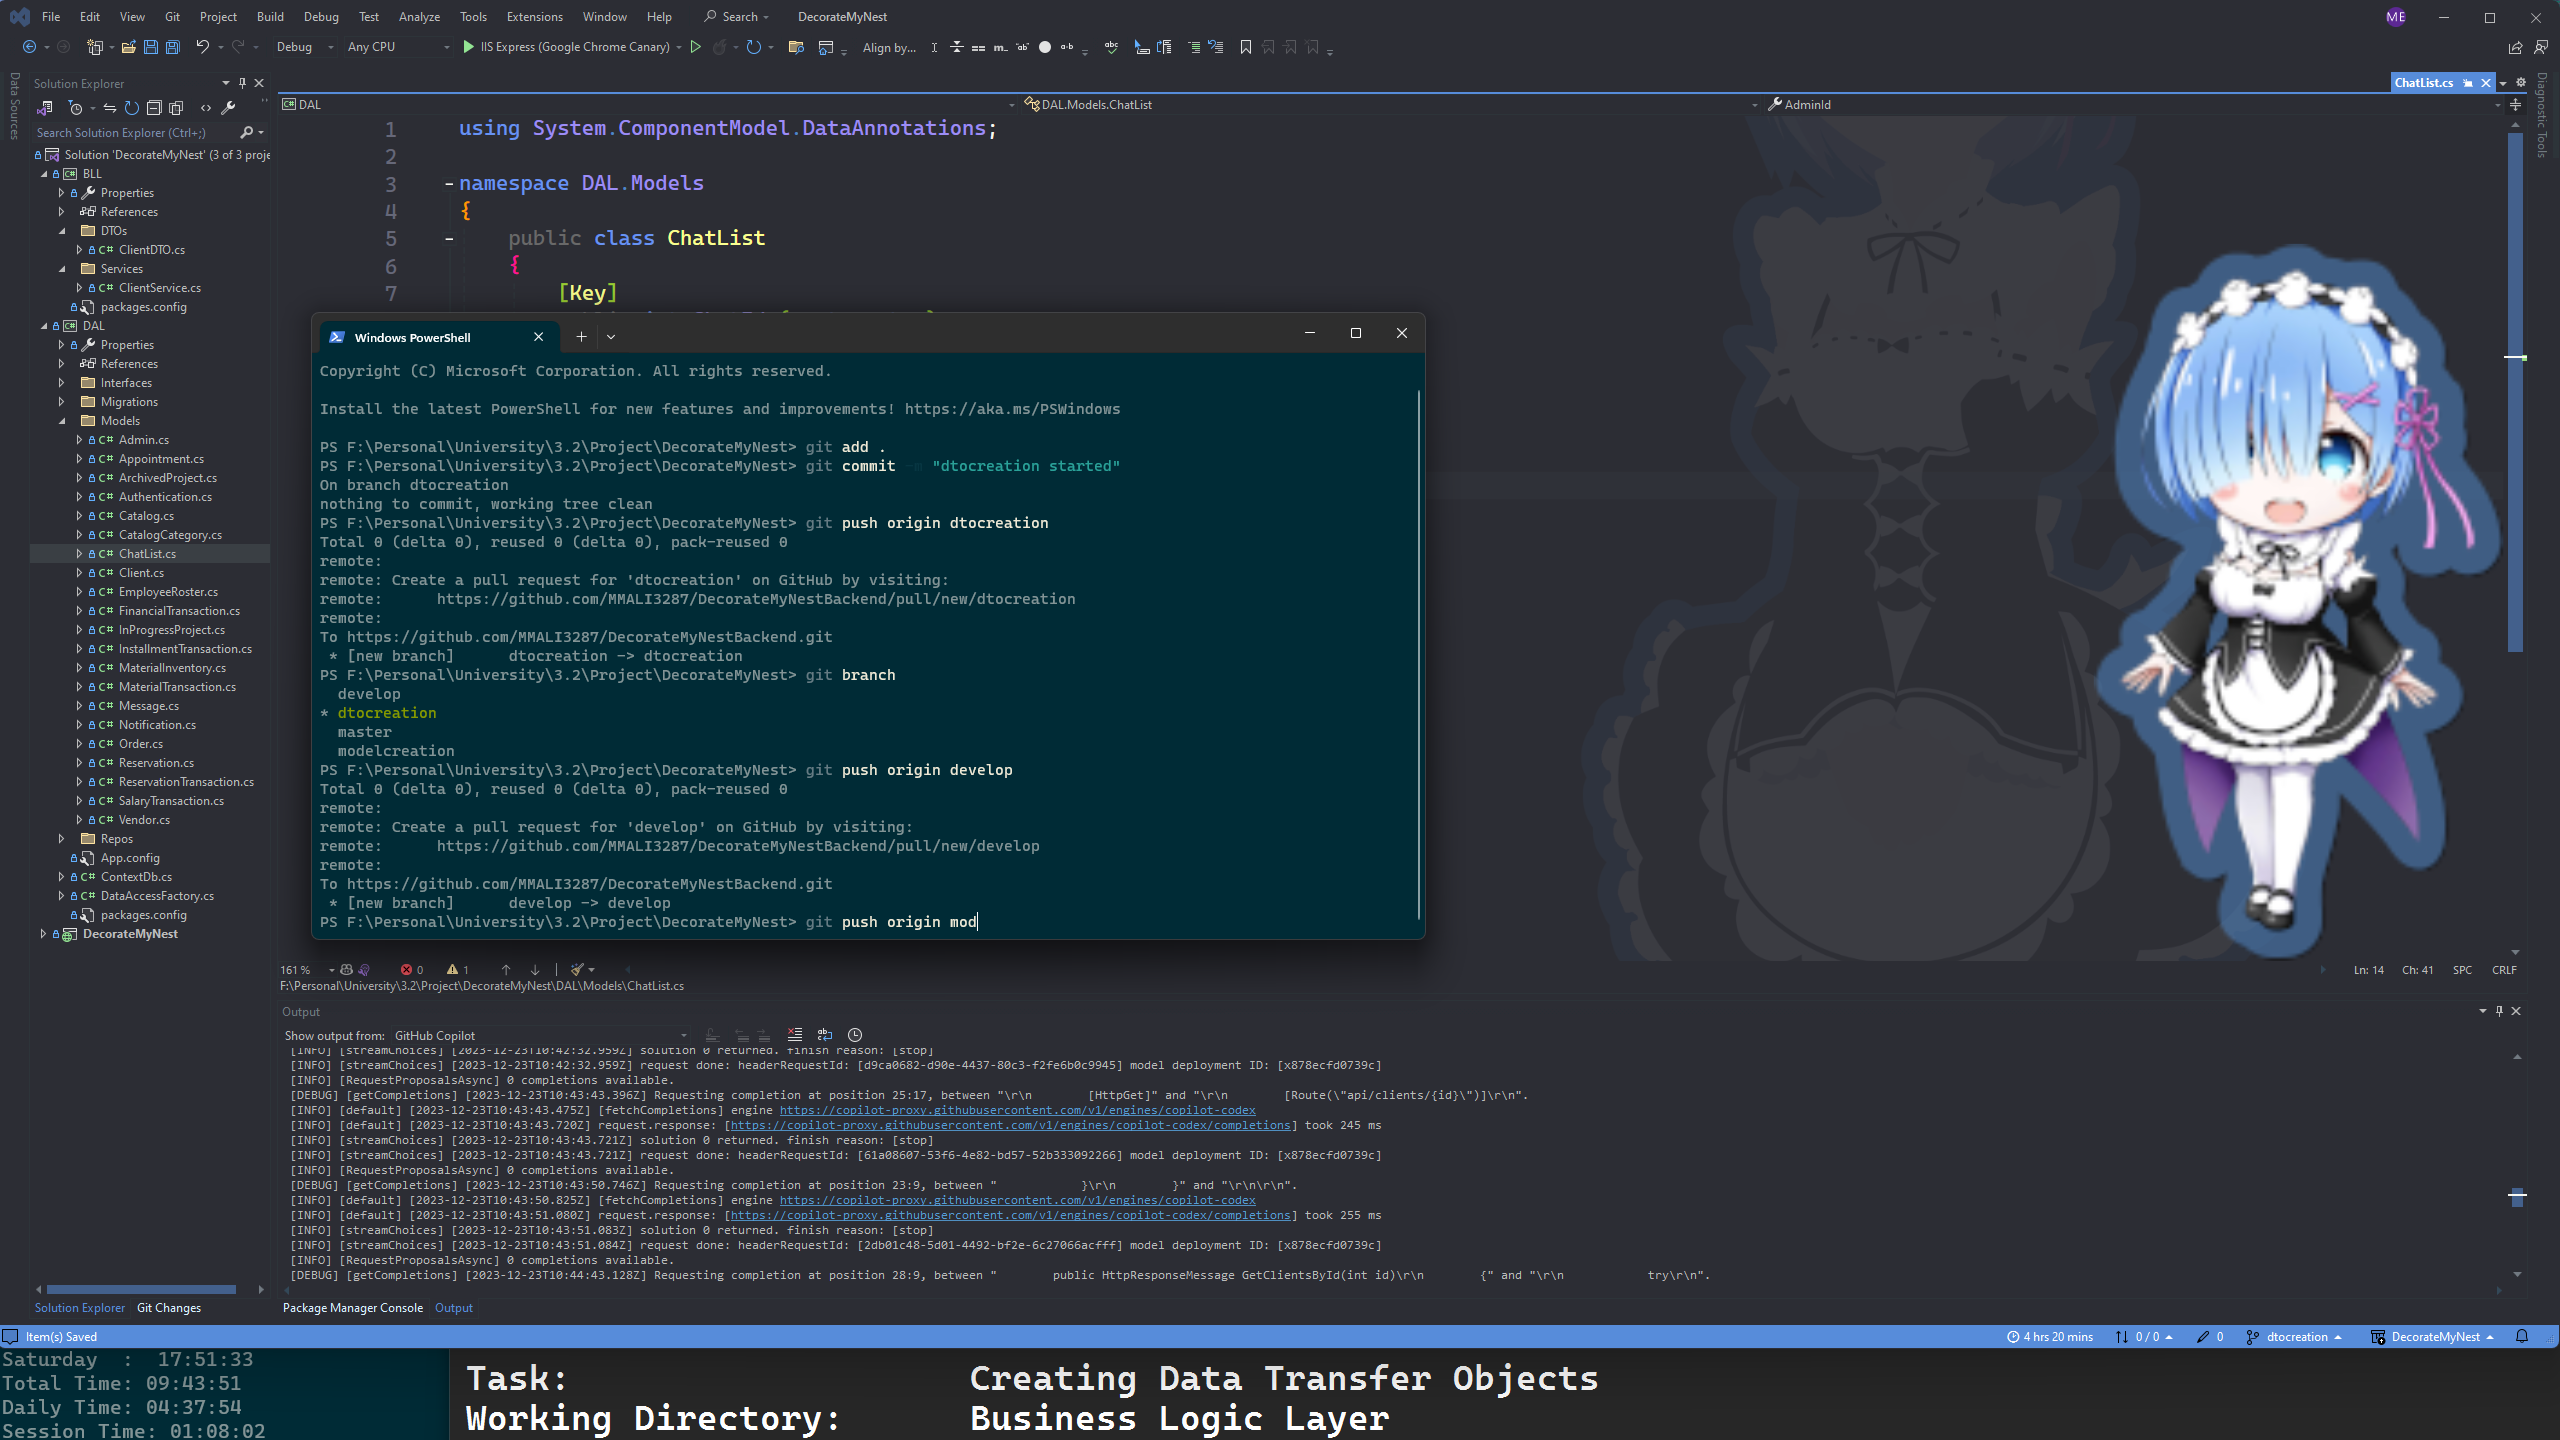 File Edit View Git Project Build Debug Test Analyze Tools Extensions Window Help Search DecorateMyNest ME
Debug Any CPU IIS Express (Google Chrome Canary) Align by...
Data Sources
Solution Explorer
Search Solution Explorer (Ctrl+;)
Solution 'DecorateMyNest' (3 of 3 proje
BLL
Properties
References
DTOs
C# ClientDTO.cs
Services
C# ClientService.cs
packages.config
DAL
Properties
References
Interfaces
Migrations
Models
C# Admin.cs
C# Appointment.cs
C# ArchivedProject.cs
C# Authentication.cs
C# Catalog.cs
C# CatalogCategory.cs
C# ChatList.cs
C# Client.cs
C# EmployeeRoster.cs
C# FinancialTransaction.cs
C# InProgressProject.cs
C# InstallmentTransaction.cs
C# MaterialInventory.cs
C# MaterialTransaction.cs
C# Message.cs
C# Notification.cs
C# Order.cs
C# Reservation.cs
C# ReservationTransaction.cs
C# SalaryTransaction.cs
C# Vendor.cs
Repos
App.config
C# ContextDb.cs
C# DataAccessFactory.cs
packages.config
DecorateMyNest
Solution Explorer Git Changes
ChatList.cs
Diagnostic Tools
DAL DAL.Models.ChatList AdminId
1 using System.ComponentModel.DataAnnotations;
2
3 namespace DAL.Models
4 {
5 public class ChatList
6 {
7 [Key]
Windows PowerShell
Copyright (C) Microsoft Corporation. All rights reserved.
Install the latest PowerShell for new features and improvements! https://aka.ms/PSWindows
PS F:\Personal\University\3.2\Project\DecorateMyNest> git add .
PS F:\Personal\University\3.2\Project\DecorateMyNest> git commit -m "dtocreation started"
On branch dtocreation
nothing to commit, working tree clean
PS F:\Personal\University\3.2\Project\DecorateMyNest> git push origin dtocreation
Total 0 (delta 0), reused 0 (delta 0), pack-reused 0
remote:
remote: Create a pull request for 'dtocreation' on GitHub by visiting:
remote: https://github.com/MMALI3287/DecorateMyNestBackend/pull/new/dtocreation
remote:
To https://github.com/MMALI3287/DecorateMyNestBackend.git
* [new branch] dtocreation -> dtocreation
PS F:\Personal\University\3.2\Project\DecorateMyNest> git branch
develop
* dtocreation
master
modelcreation
PS F:\Personal\University\3.2\Project\DecorateMyNest> git push origin develop
Total 0 (delta 0), reused 0 (delta 0), pack-reused 0
remote:
remote: Create a pull request for 'develop' on GitHub by visiting:
remote: https://github.com/MMALI3287/DecorateMyNestBackend/pull/new/develop
remote:
To https://github.com/MMALI3287/DecorateMyNestBackend.git
* [new branch] develop -> develop
PS F:\Personal\University\3.2\Project\DecorateMyNest> git push origin mod
161 % 0 1 Ln: 14 Ch: 41 SPC CRLF
F:\Personal\University\3.2\Project\DecorateMyNest\DAL\Models\ChatList.cs
Output
Show output from: GitHub Copilot
[INFO] [streamChoices] [2023-12-23T10:42:32.959Z] solution 0 returned. finish reason: [stop]
[INFO] [streamChoices] [2023-12-23T10:42:32.959Z] request done: headerRequestId: [d9ca0682-d90e-4437-80c3-f2fe6b0c9945] model deployment ID: [x878ecfd0739c]
[INFO] [RequestProposalsAsync] 0 completions available.
[DEBUG] [getCompletions] [2023-12-23T10:43:43.396Z] Requesting completion at position 25:17, between "\r\n [HttpGet]" and "\r\n [Route(\"api/clients/{id}\")]\r\n".
[INFO] [default] [2023-12-23T10:43:43.475Z] [fetchCompletions] engine https://copilot-proxy.githubusercontent.com/v1/engines/copilot-codex
[INFO] [default] [2023-12-23T10:43:43.720Z] request.response: [https://copilot-proxy.githubusercontent.com/v1/engines/copilot-codex/completions] took 245 ms
[INFO] [streamChoices] [2023-12-23T10:43:43.721Z] solution 0 returned. finish reason: [stop]
[INFO] [streamChoices] [2023-12-23T10:43:43.721Z] request done: headerRequestId: [61a08607-53f6-4e82-bd57-52b333092266] model deployment ID: [x878ecfd0739c]
[INFO] [RequestProposalsAsync] 0 completions available.
[DEBUG] [getCompletions] [2023-12-23T10:43:50.746Z] Requesting completion at position 23:9, between " }\r\n }" and "\r\n\r\n".
[INFO] [default] [2023-12-23T10:43:50.825Z] [fetchCompletions] engine https://copilot-proxy.githubusercontent.com/v1/engines/copilot-codex
[INFO] [default] [2023-12-23T10:43:51.080Z] request.response: [https://copilot-proxy.githubusercontent.com/v1/engines/copilot-codex/completions] took 255 ms
[INFO] [streamChoices] [2023-12-23T10:43:51.083Z] solution 0 returned. finish reason: [stop]
[INFO] [streamChoices] [2023-12-23T10:43:51.084Z] request done: headerRequestId: [2db01c48-5d01-4492-bf2e-6c27066acfff] model deployment ID: [x878ecfd0739c]
[INFO] [RequestProposalsAsync] 0 completions available.
[DEBUG] [getCompletions] [2023-12-23T10:44:43.128Z] Requesting completion at position 28:9, between " public HttpResponseMessage GetClientsById(int id)\r\n {" and "\r\n try\r\n".
Package Manager Console Output
Item(s) Saved 4 hrs 20 mins 0 / 0 0 dtocreation DecorateMyNest
Saturday : 17:51:33
Total Time: 09:43:51
Daily Time: 04:37:54
Session Time: 01:08:02
Task: Creating Data Transfer Objects
Working Directory: Business Logic Layer